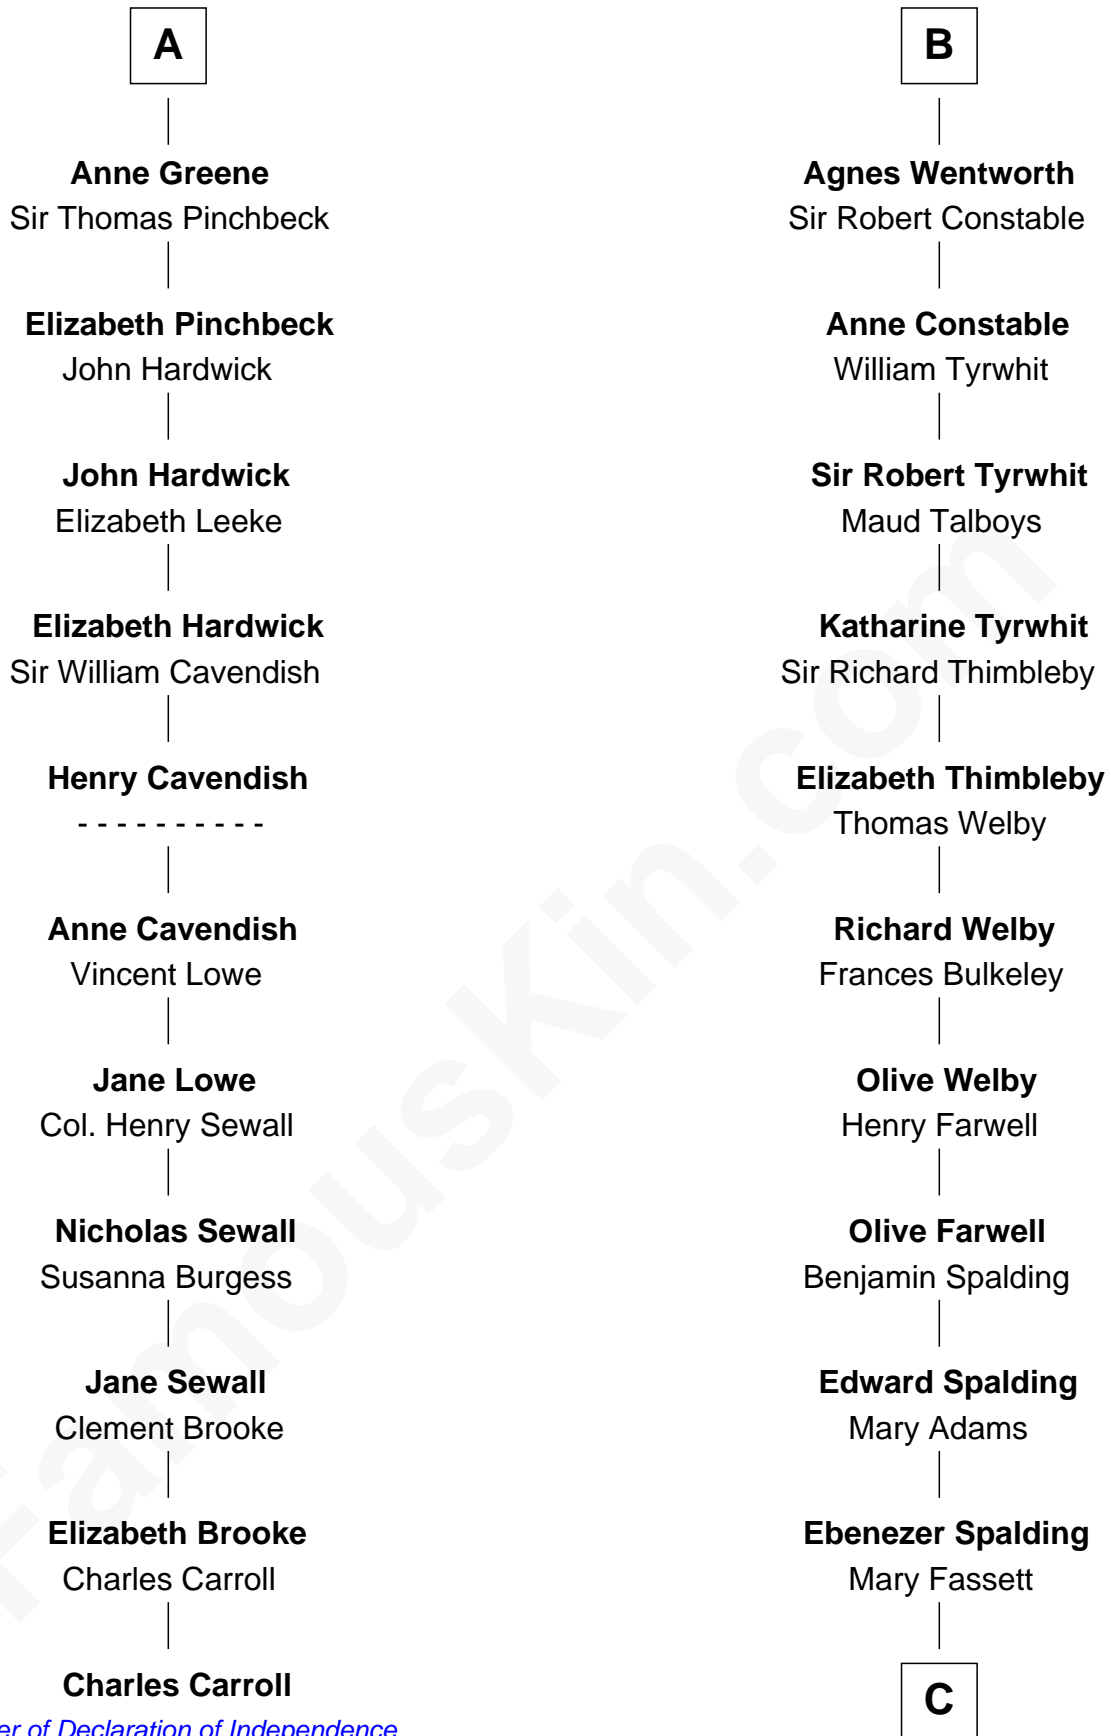 A
Anne Greene
Sir Thomas Pinchbeck
Elizabeth Pinchbeck
John Hardwick
John Hardwick
Elizabeth Leeke
Elizabeth Hardwick
Sir William Cavendish
Henry Cavendish
- - - - - - - - - -
Anne Cavendish
Vincent Lowe
Jane Lowe
Col. Henry Sewall
Nicholas Sewall
Susanna Burgess
Jane Sewall
Clement Brooke
Elizabeth Brooke
Charles Carroll
Charles Carroll
er of Declaration of Independence
B
Agnes Wentworth
Sir Robert Constable
Anne Constable
William Tyrwhit
Sir Robert Tyrwhit
Maud Talboys
Katharine Tyrwhit
Sir Richard Thimbleby
Elizabeth Thimbleby
Thomas Welby
Richard Welby
Frances Bulkeley
Olive Welby
Henry Farwell
Olive Farwell
Benjamin Spalding
Edward Spalding
Mary Adams
Ebenezer Spalding
Mary Fassett
C
FamousKin.com